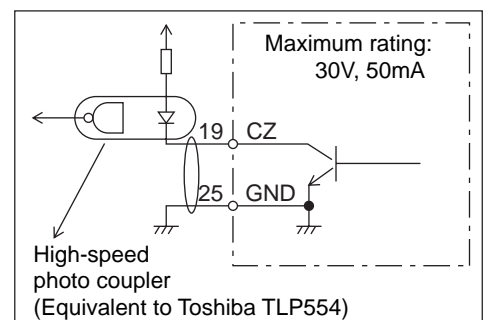 Maximum rating:
30V, 50mA
19 CZ
25 GND
High-speed
photo coupler
(Equivalent to Toshiba TLP554)